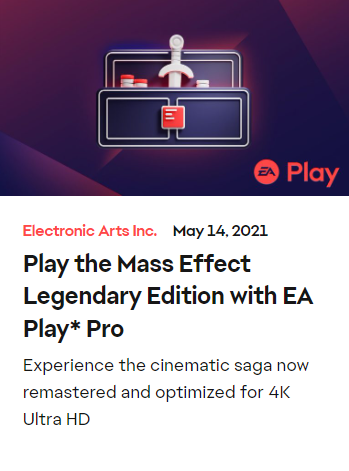 EA Play
Electronic Arts Inc. May 14, 2021
Play the Mass Effect
Legendary Edition with EA
Play* Pro
Experience the cinematic saga now
remastered and optimized for 4K
Ultra HD